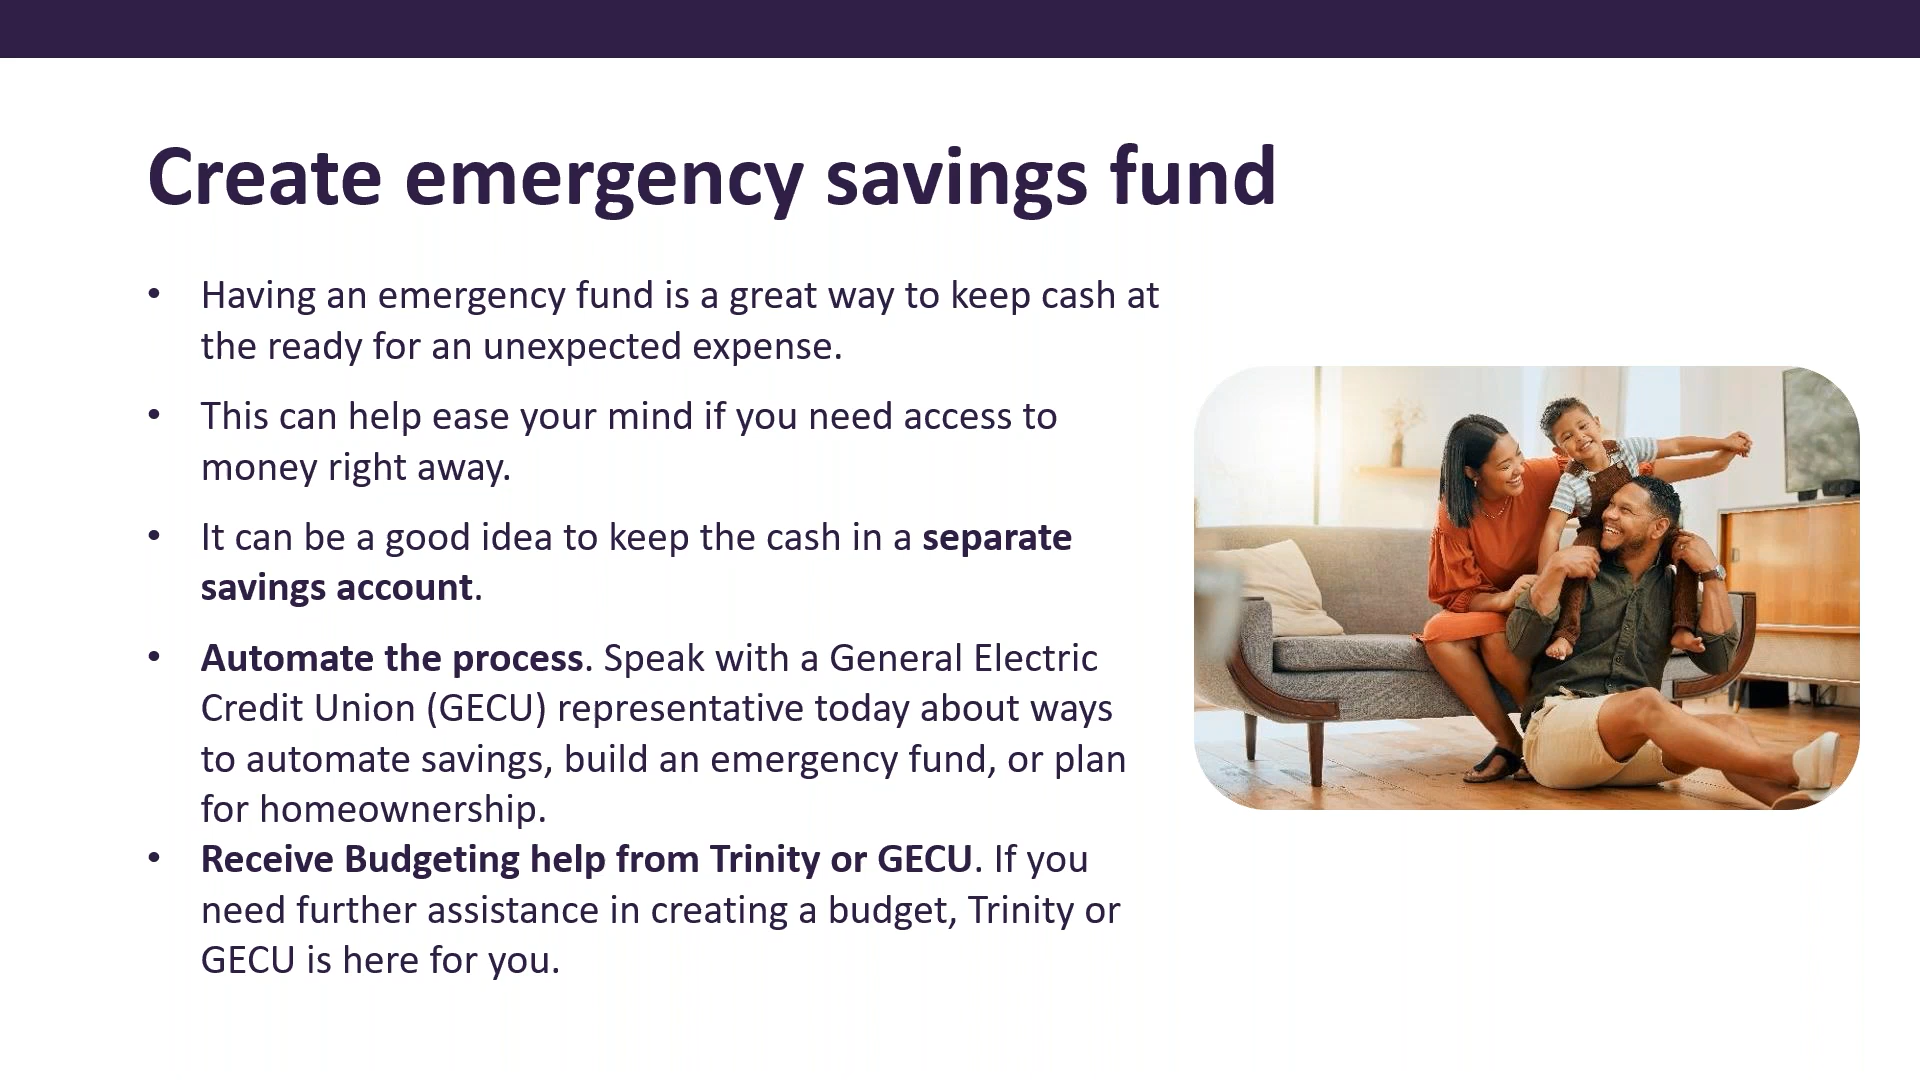 Create emergency savings fund
• Having an emergency fund is a great way to keep cash at
the ready for an unexpected expense.
• This can help ease your mind if you need access to
money right away.
• It can be a good idea to keep the cash in a separate
savings account.
• Automate the process. Speak with a General Electric
Credit Union (GECU) representative today about ways
to automate savings, build an emergency fund, or plan
for homeownership.
• Receive Budgeting help from Trinity or GECU. If you
need further assistance in creating a budget, Trinity or
GECU is here for you.